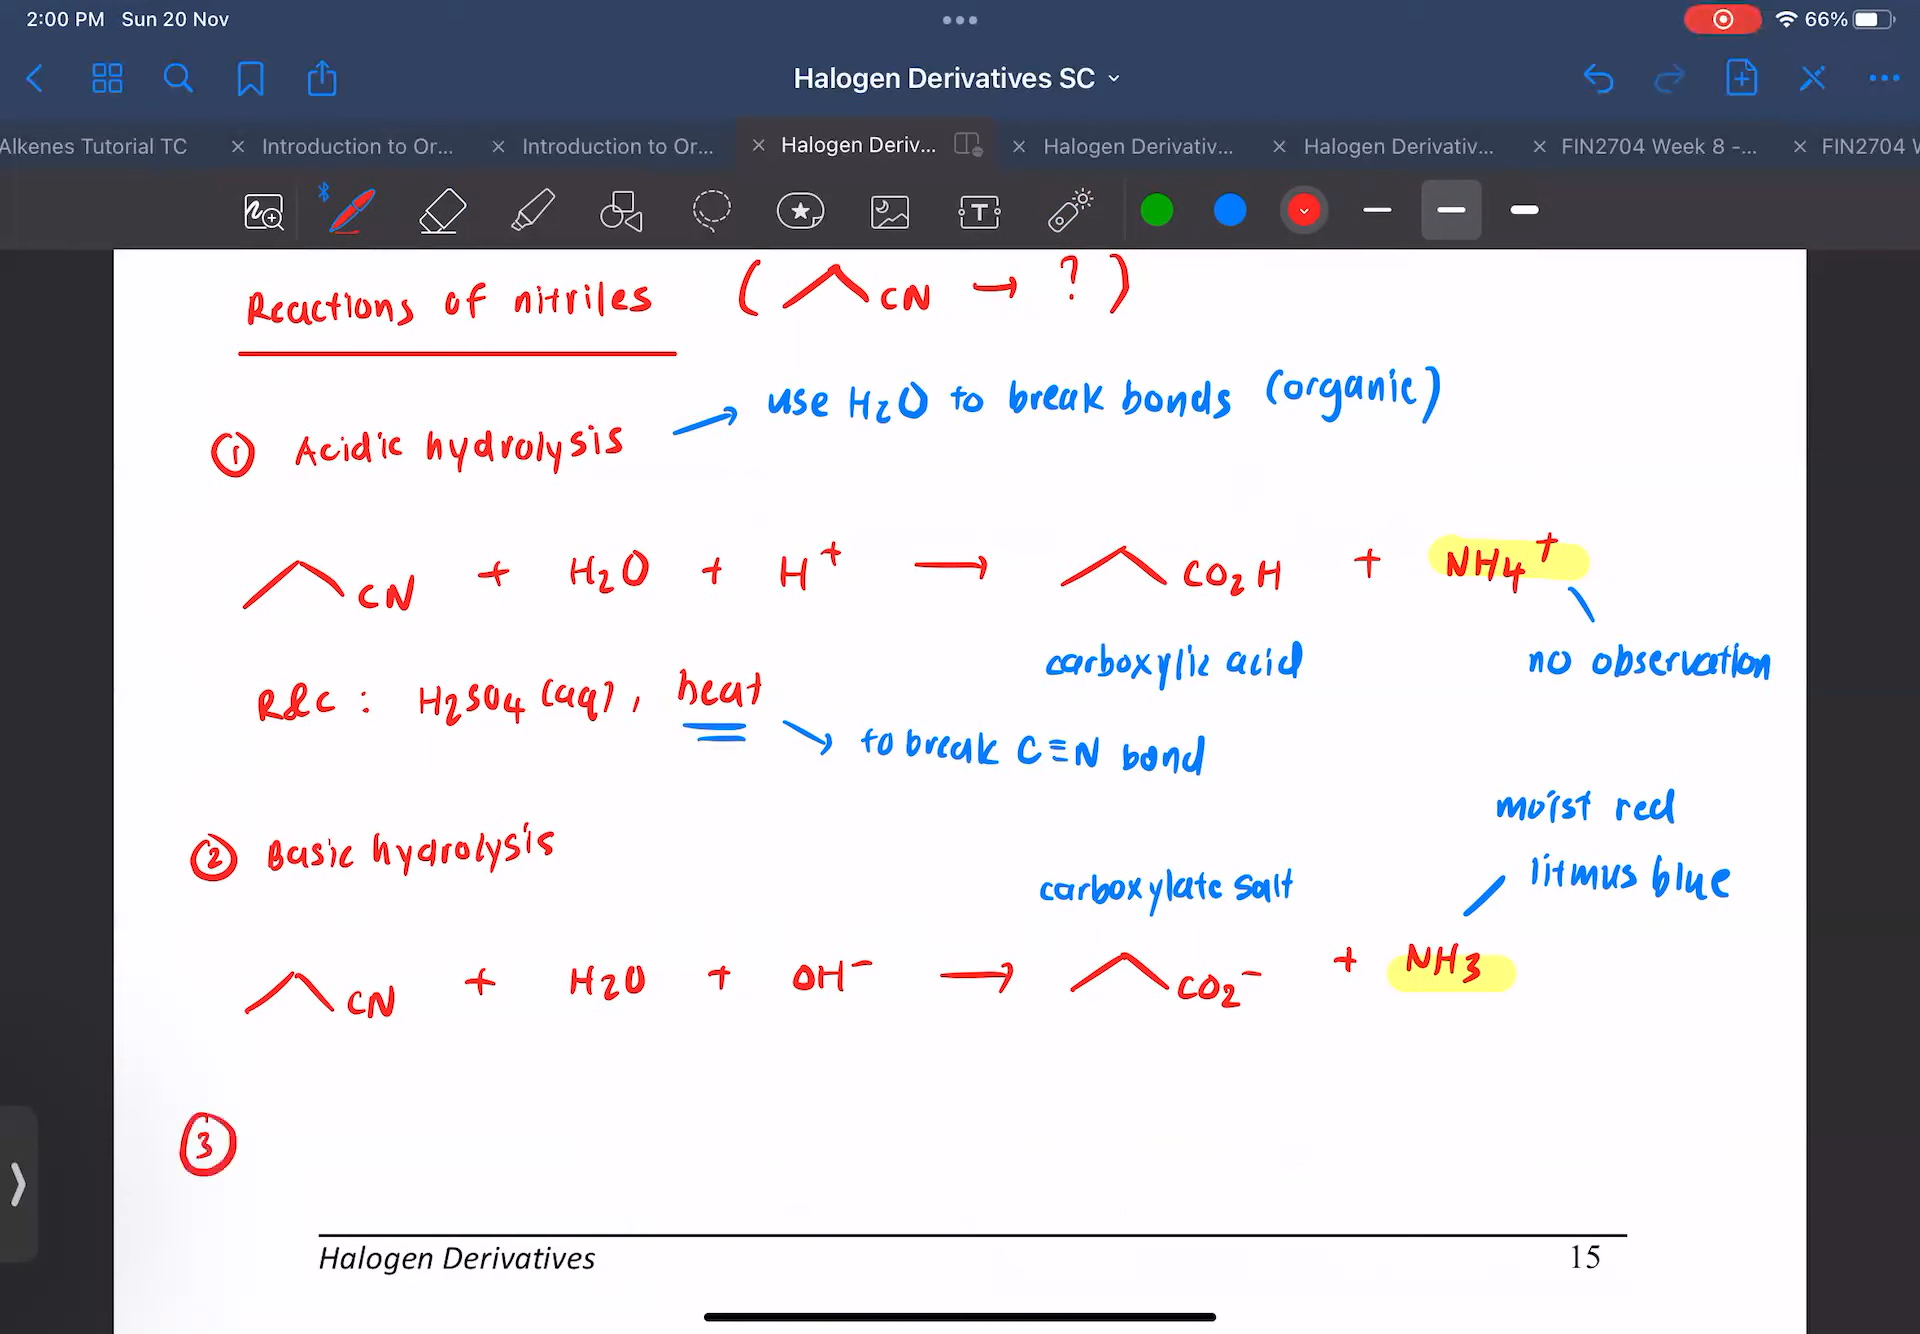 2:00 PM Sun 20 Nov
66%
Halogen Derivatives SC
Alkenes Tutorial TC
Introduction to Or...
Introduction to Or...
Halogen Deriv...
Halogen Derivativ...
Halogen Derivativ...
FIN2704 Week 8 -...
FIN2704 W
Reactions of nitriles ( CN → ? )
use H₂O to break bonds (organic)
① Acidic hydrolysis
CN + H₂O + H⁺ → CO₂H + NH₄⁺
carboxylic acid
no observation
R&C : H₂SO₄ (aq), heat
to break C≡N bond
moist red
litmus blue
② Basic hydrolysis
carboxylate salt
CN + H₂O + OH⁻ → CO₂⁻ + NH₃
③
Halogen Derivatives
15